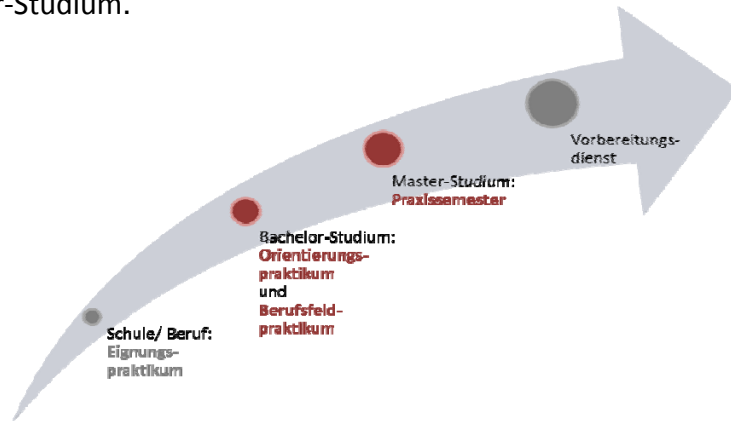 r-Studium.
Vorbereitungs-
dienst
Master-Studium:
Praxissemester
Bachelor-Studium:
Orientierungs-
praktikum
und
Berufsfeld-
praktikum
Schule/ Beruf:
Eignungs-
praktikum